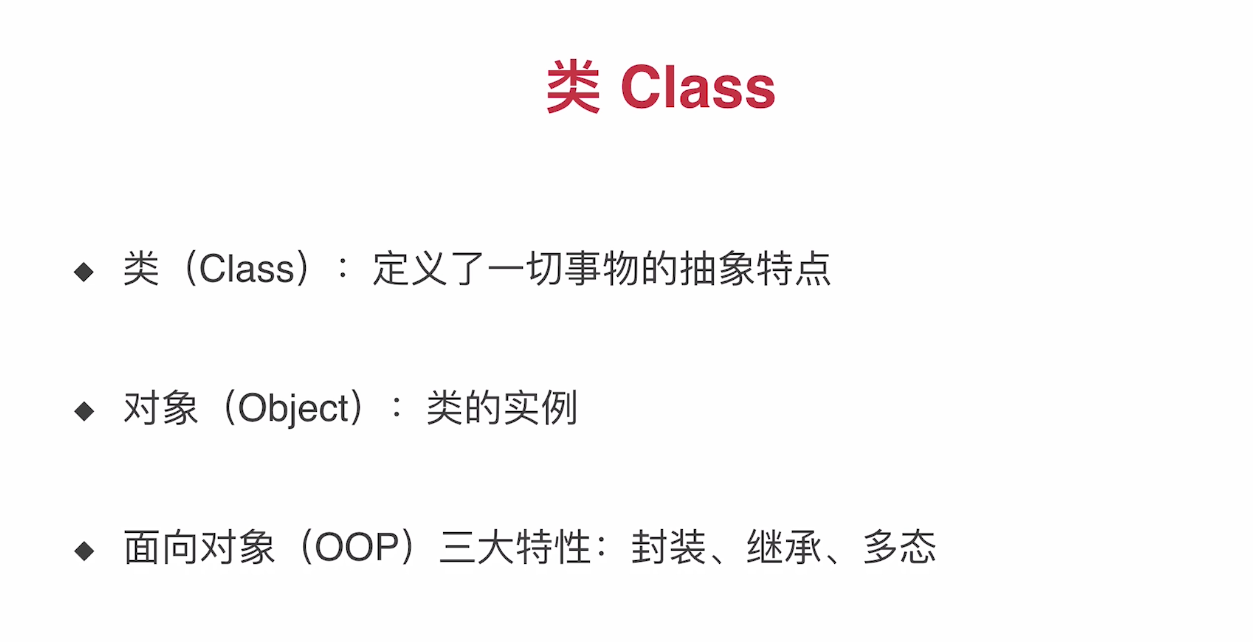 类 Class
◆ 类（Class）：定义了一切事物的抽象特点
◆ 对象（Object）：类的实例
◆ 面向对象（OOP）三大特性：封装、继承、多态